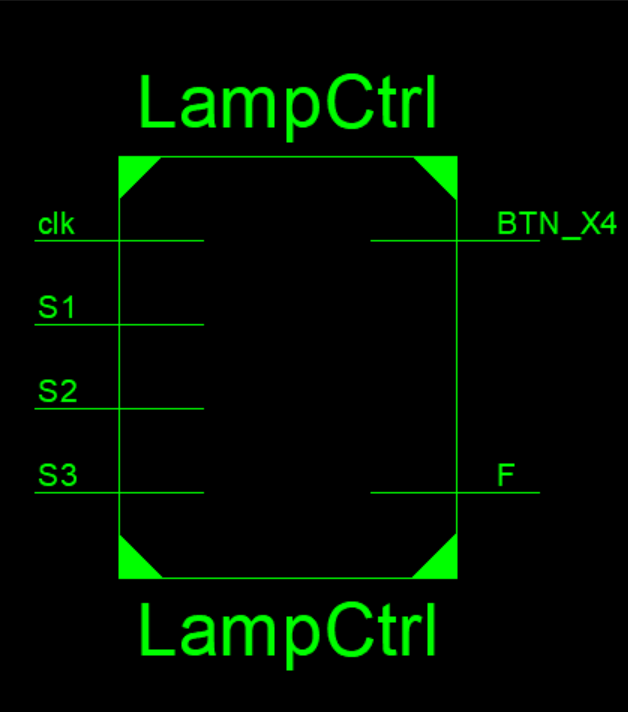 LampCtrl
clk
BTN_X4
S1
S2
S3
F
LampCtrl